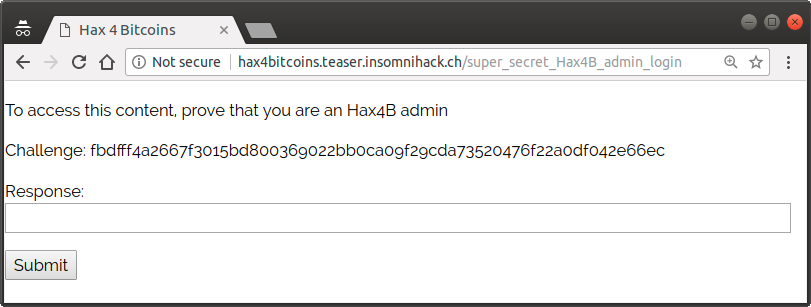 Hax 4 Bitcoins
Not secure hax4bitcoins.teaser.insomnihack.ch/super_secret_Hax4B_admin_login
To access this content, prove that you are an Hax4B admin
Challenge: fbdfff4a2667f3015bd800369022bb0ca09f29cda73520476f22a0df042e66ec
Response:
Submit